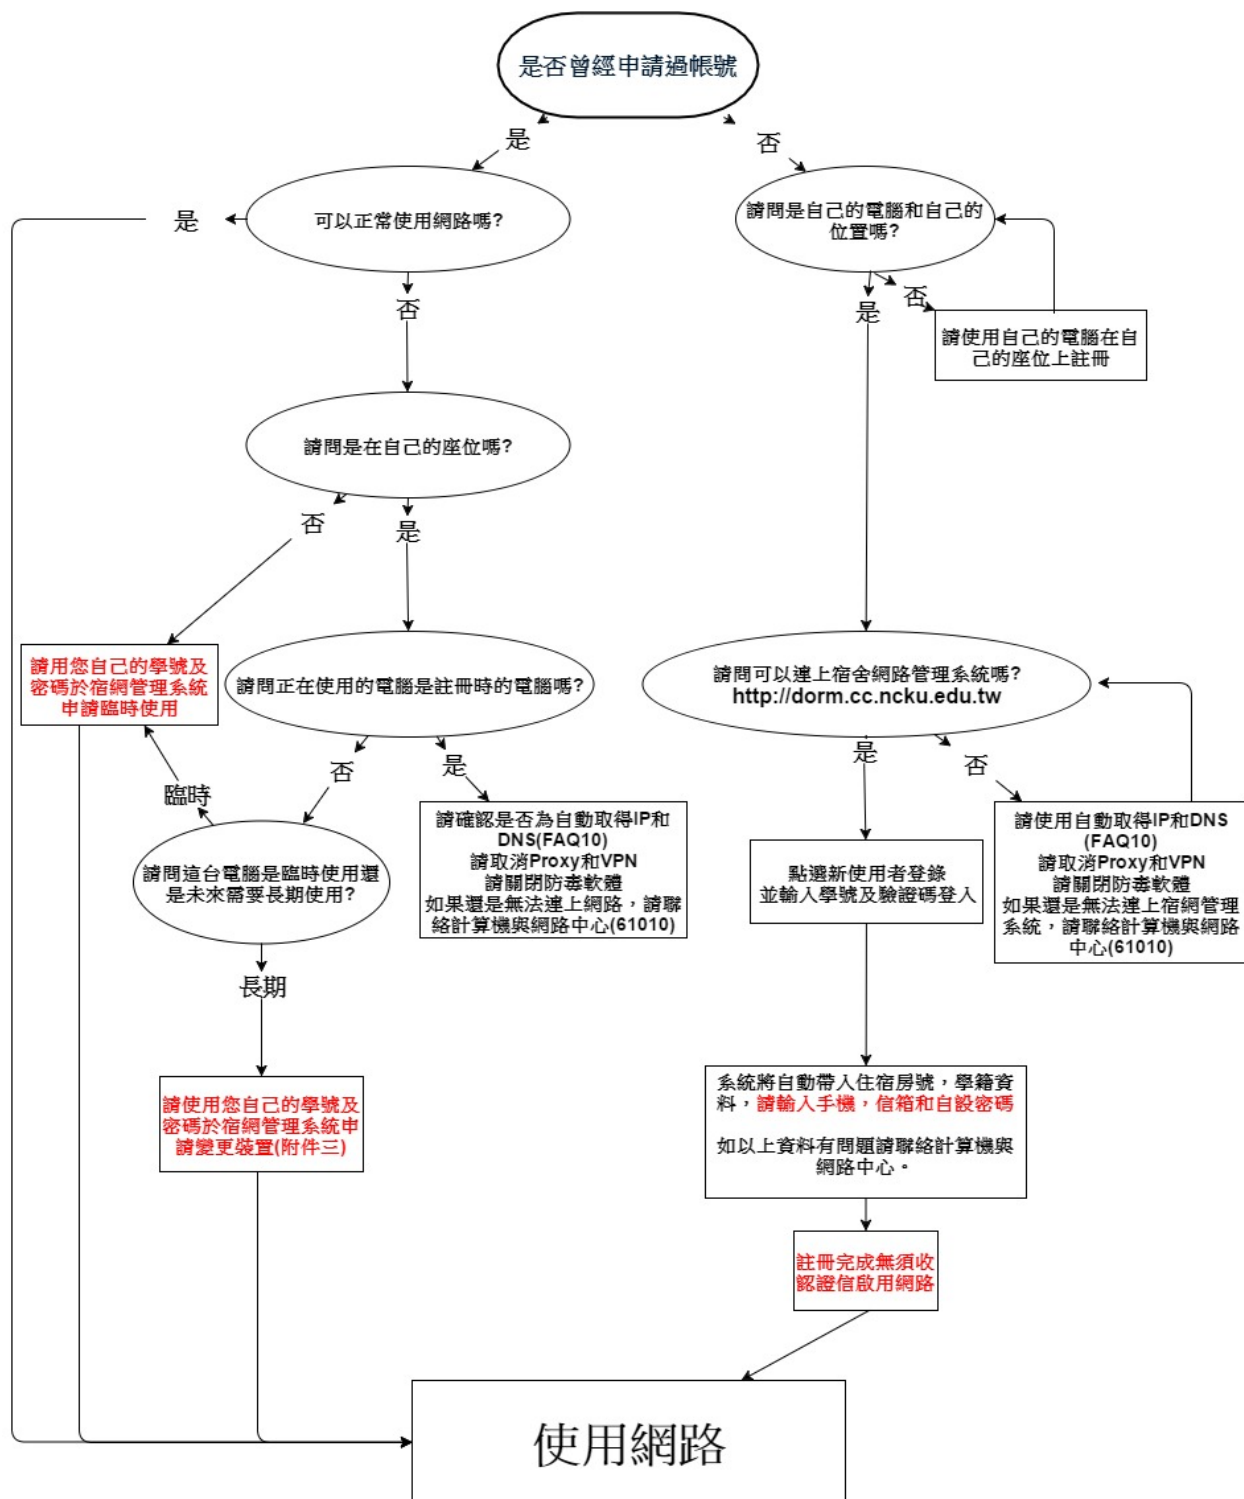 是否曾經申請過帳號
是
否
可以正常使用網路嗎?
是
請問是自己的電腦和自己的
位置嗎?
否
是
否
請使用自己的電腦在自
己的座位上註冊
請問是在自己的座位嗎?
否
是
請用您自己的學號及
密碼於宿網管理系統
申請臨時使用
請問正在使用的電腦是註冊時的電腦嗎?
請問可以連上宿舍網路管理系統嗎?
http://dorm.cc.ncku.edu.tw
否
是
是
否
臨時
請問這台電腦是臨時使用還
是未來需要長期使用?
請確認是否為自動取得IP和
DNS(FAQ10)
請取消Proxy和VPN
請關閉防毒軟體
如果還是無法連上網路，請聯
絡計算機與網路中心(61010)
點選新使用者登錄
並輸入學號及驗證碼登入
請使用自動取得IP和DNS
(FAQ10)
請取消Proxy和VPN
請關閉防毒軟體
如果還是無法連上宿網管理
系統，請聯絡計算機與網路
中心(61010)
長期
請使用您自己的學號及
密碼於宿網管理系統申
請變更裝置(附件三)
系統將自動帶入住宿房號，學籍資
料，請輸入手機，信箱和自設密碼
如以上資料有問題請聯絡計算機與
網路中心。
註冊完成無須收
認證信啟用網路
使用網路